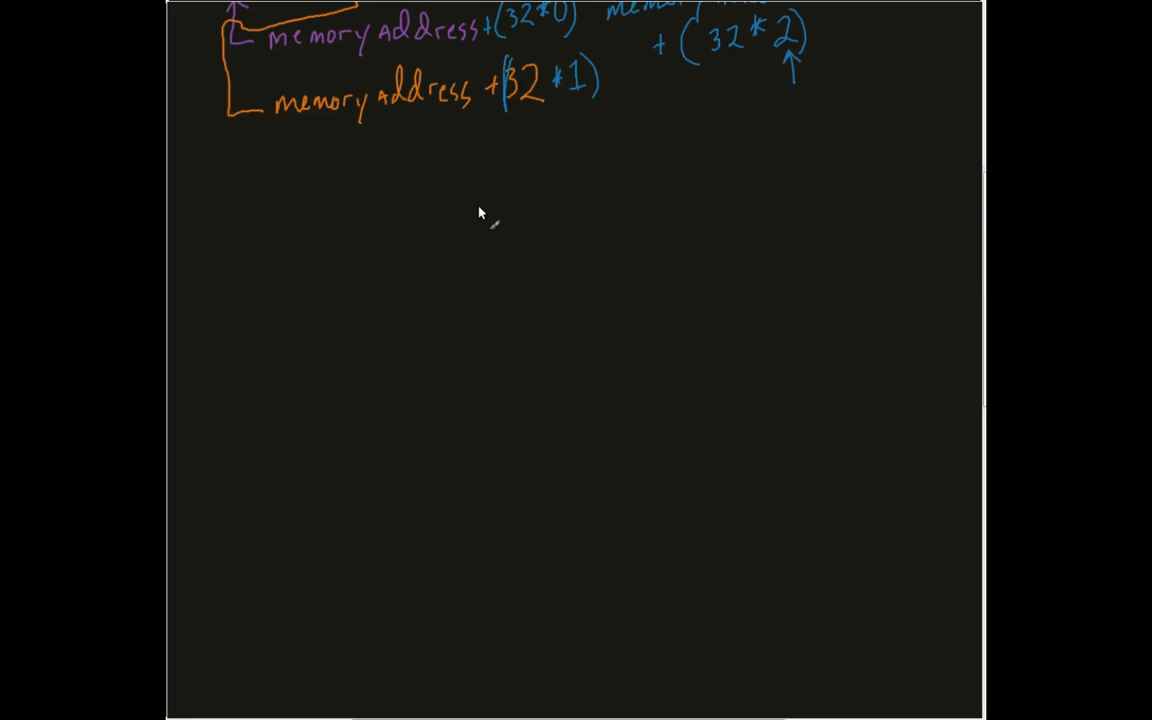 memory address + (32*0)
+ (32 * 2)
memory address + (32 * 1)